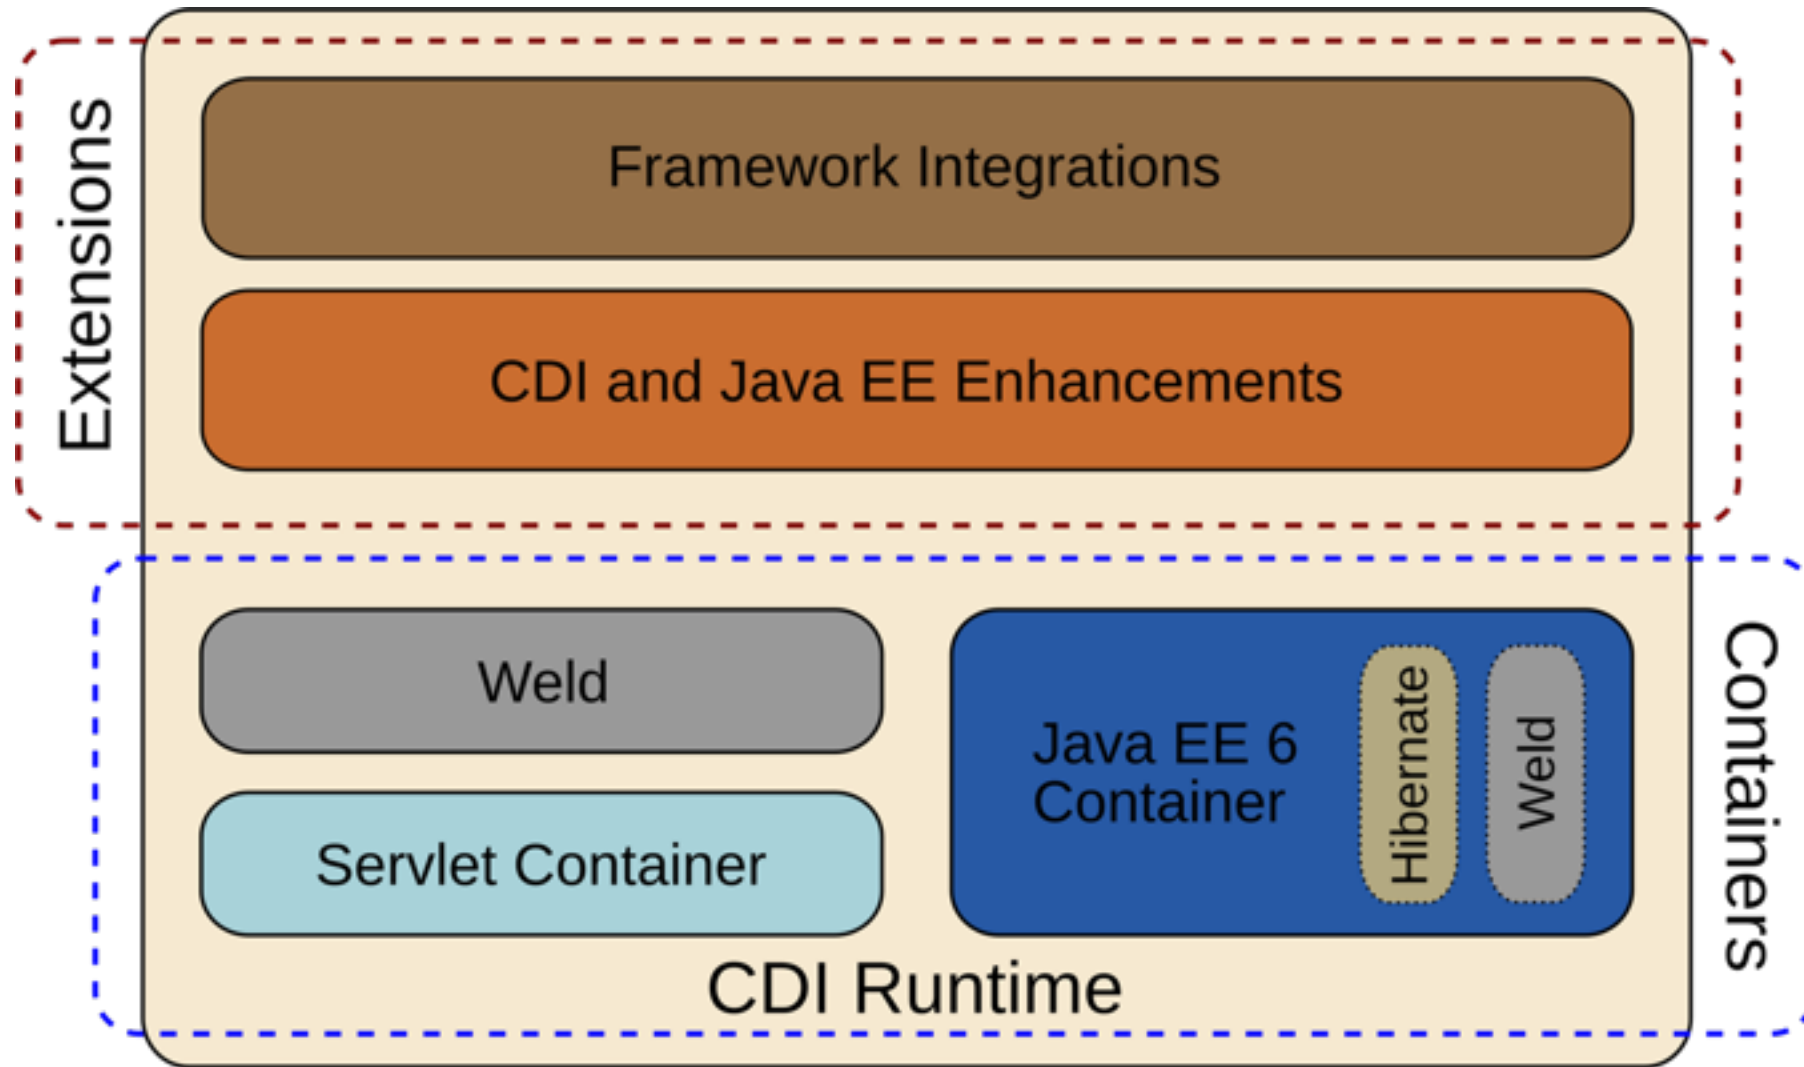 Extensions
Framework Integrations
CDI and Java EE Enhancements
Weld
Servlet Container
Java EE 6
Container
Hibernate
Weld
Containers
CDI Runtime